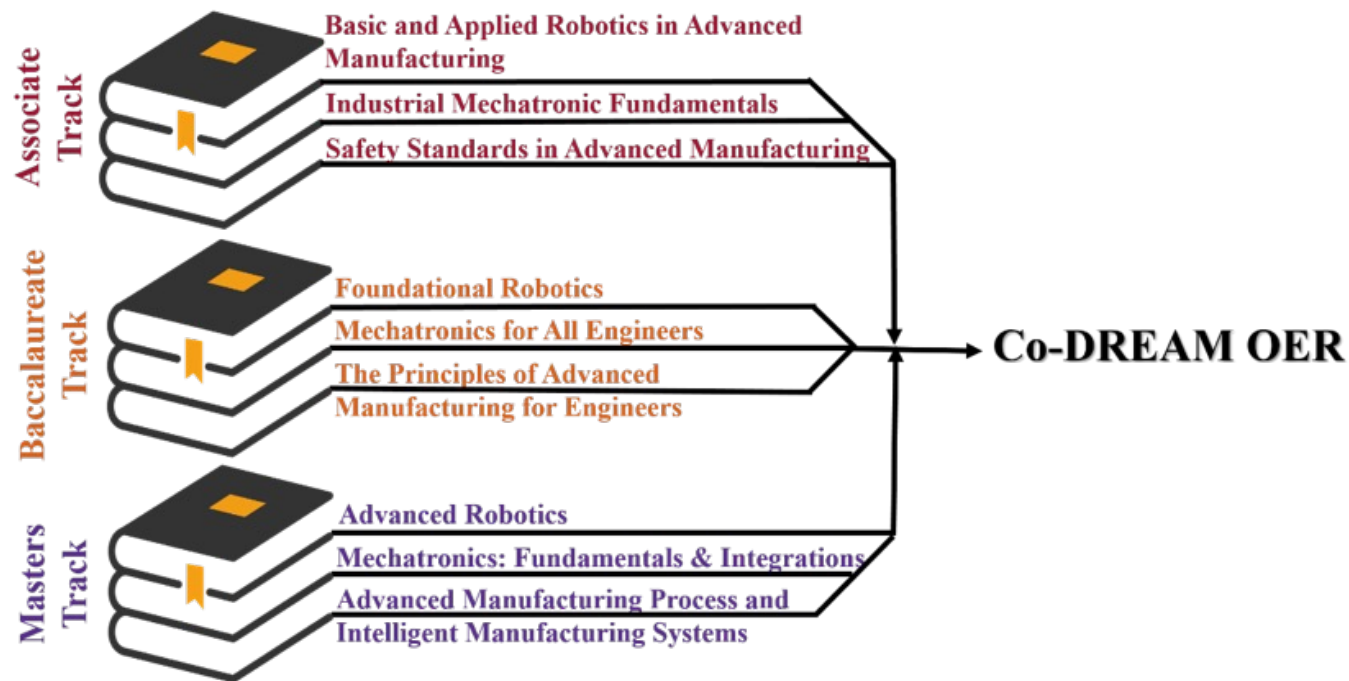 Associate
Track
Basic and Applied Robotics in Advanced
Manufacturing
Industrial Mechatronic Fundamentals
Safety Standards in Advanced Manufacturing
Baccalaureate
Track
Foundational Robotics
Mechatronics for All Engineers
The Principles of Advanced
Manufacturing for Engineers
Co-DREAM OER
Masters
Track
Advanced Robotics
Mechatronics: Fundamentals & Integrations
Advanced Manufacturing Process and
Intelligent Manufacturing Systems